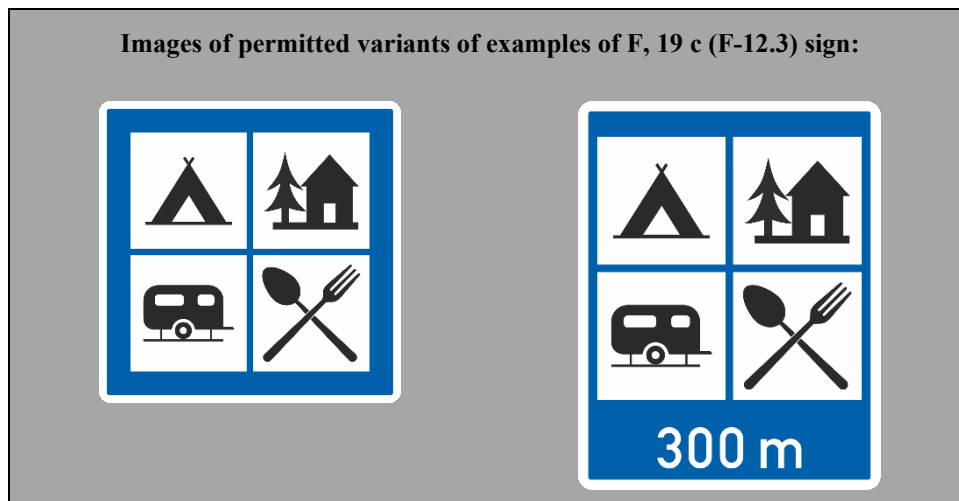 Images of permitted variants of examples of F, 19 c (F-12.3) sign:
300 m